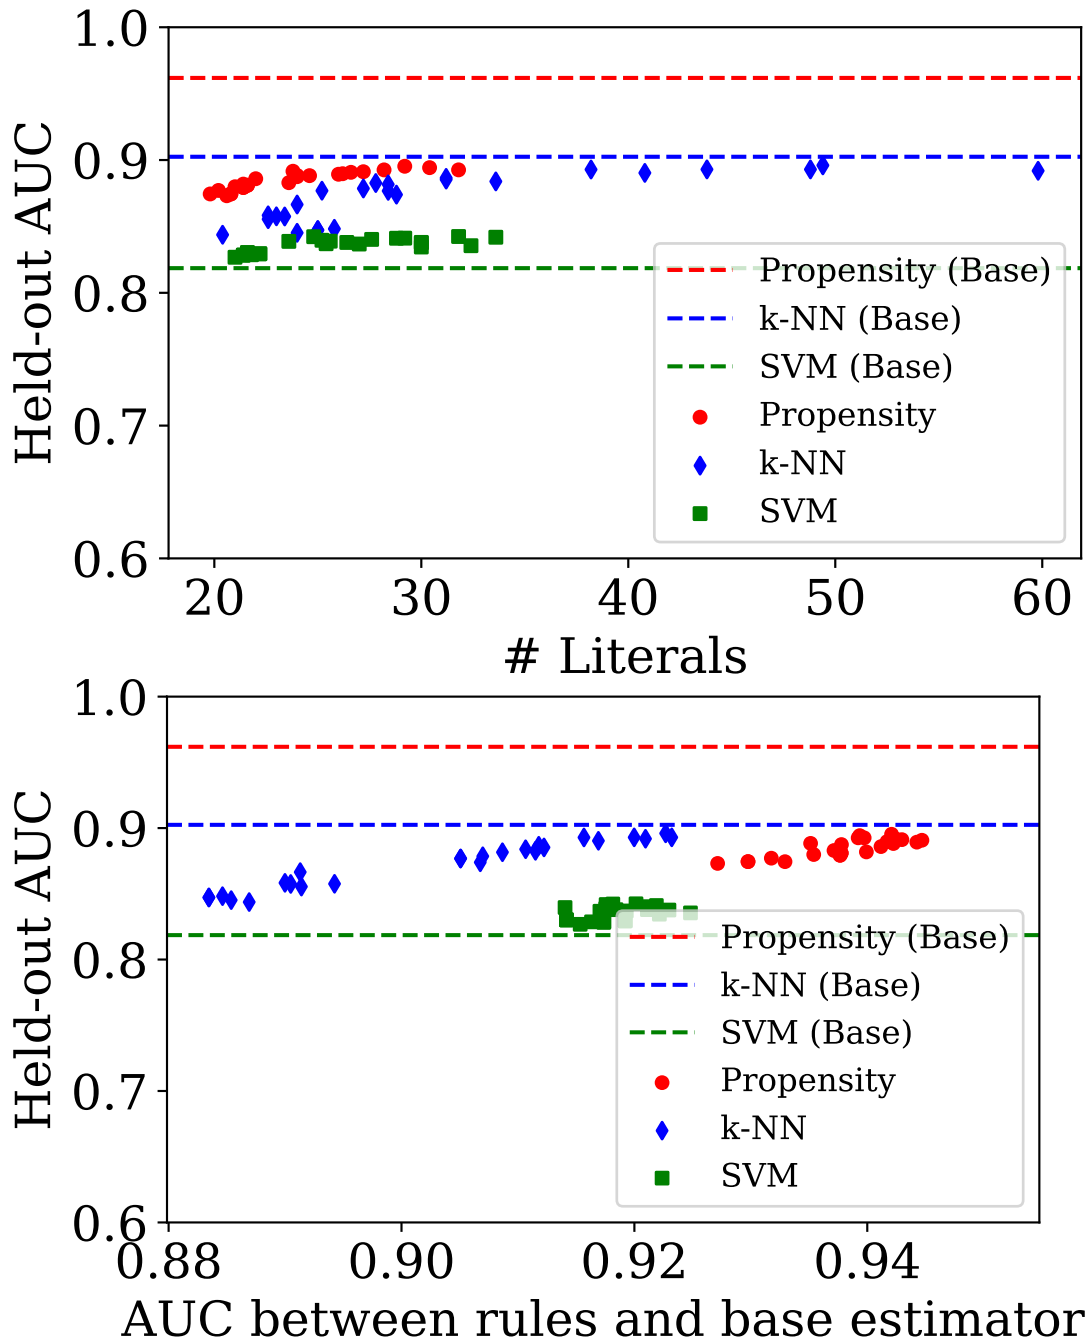 1.0
0.9
0.8
0.7
0.6
Held-out AUC
Propensity (Base)
k-NN (Base)
SVM (Base)
Propensity
k-NN
SVM
20 30 40 50 60
# Literals
1.0
0.9
0.8
0.7
0.6
Held-out AUC
Propensity (Base)
k-NN (Base)
SVM (Base)
Propensity
k-NN
SVM
0.88 0.90 0.92 0.94
AUC between rules and base estimator